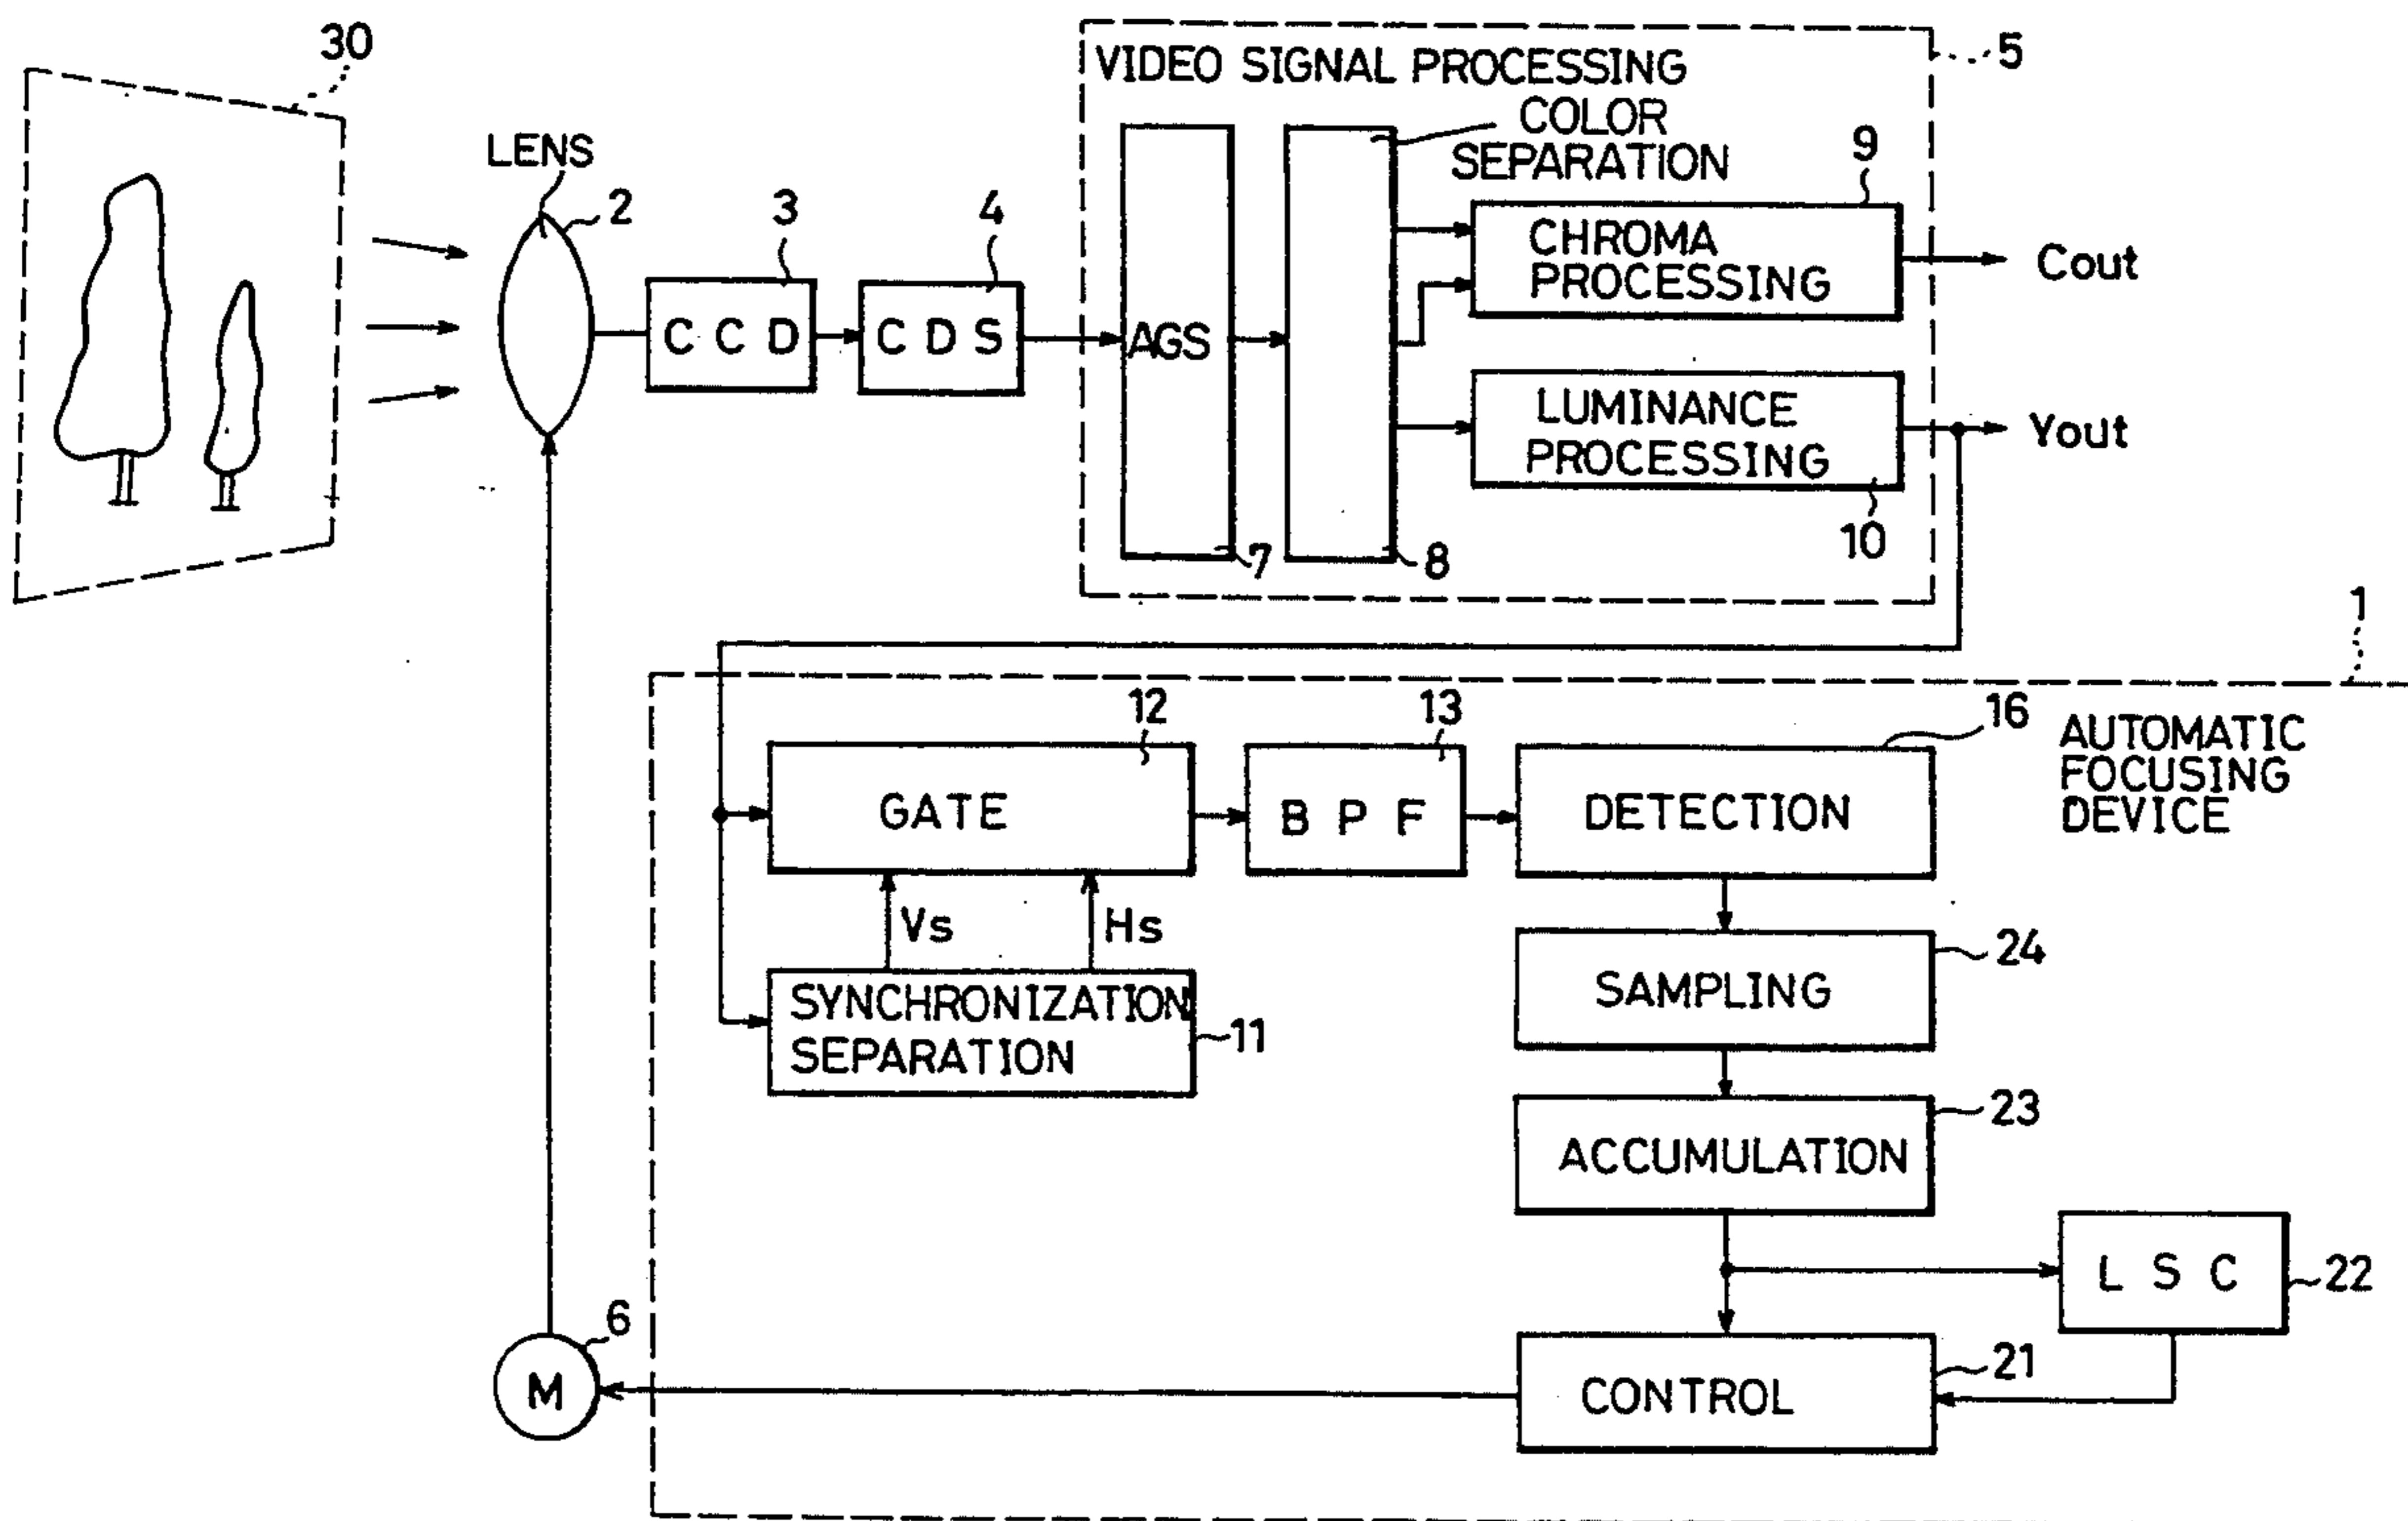 30
VIDEO SIGNAL PROCESSING
5
COLOR
SEPARATION
LENS
2
3
4
9
C C D
C D S
AGS
CHROMA
PROCESSING
Cout
LUMINANCE
PROCESSING
Yout
7
8
10
1
12
13
16
AUTOMATIC
FOCUSING
DEVICE
GATE
B P F
DETECTION
Vs
Hs
SAMPLING
24
SYNCHRONIZATION
SEPARATION
11
ACCUMULATION
23
L S C
22
6
M
CONTROL
21